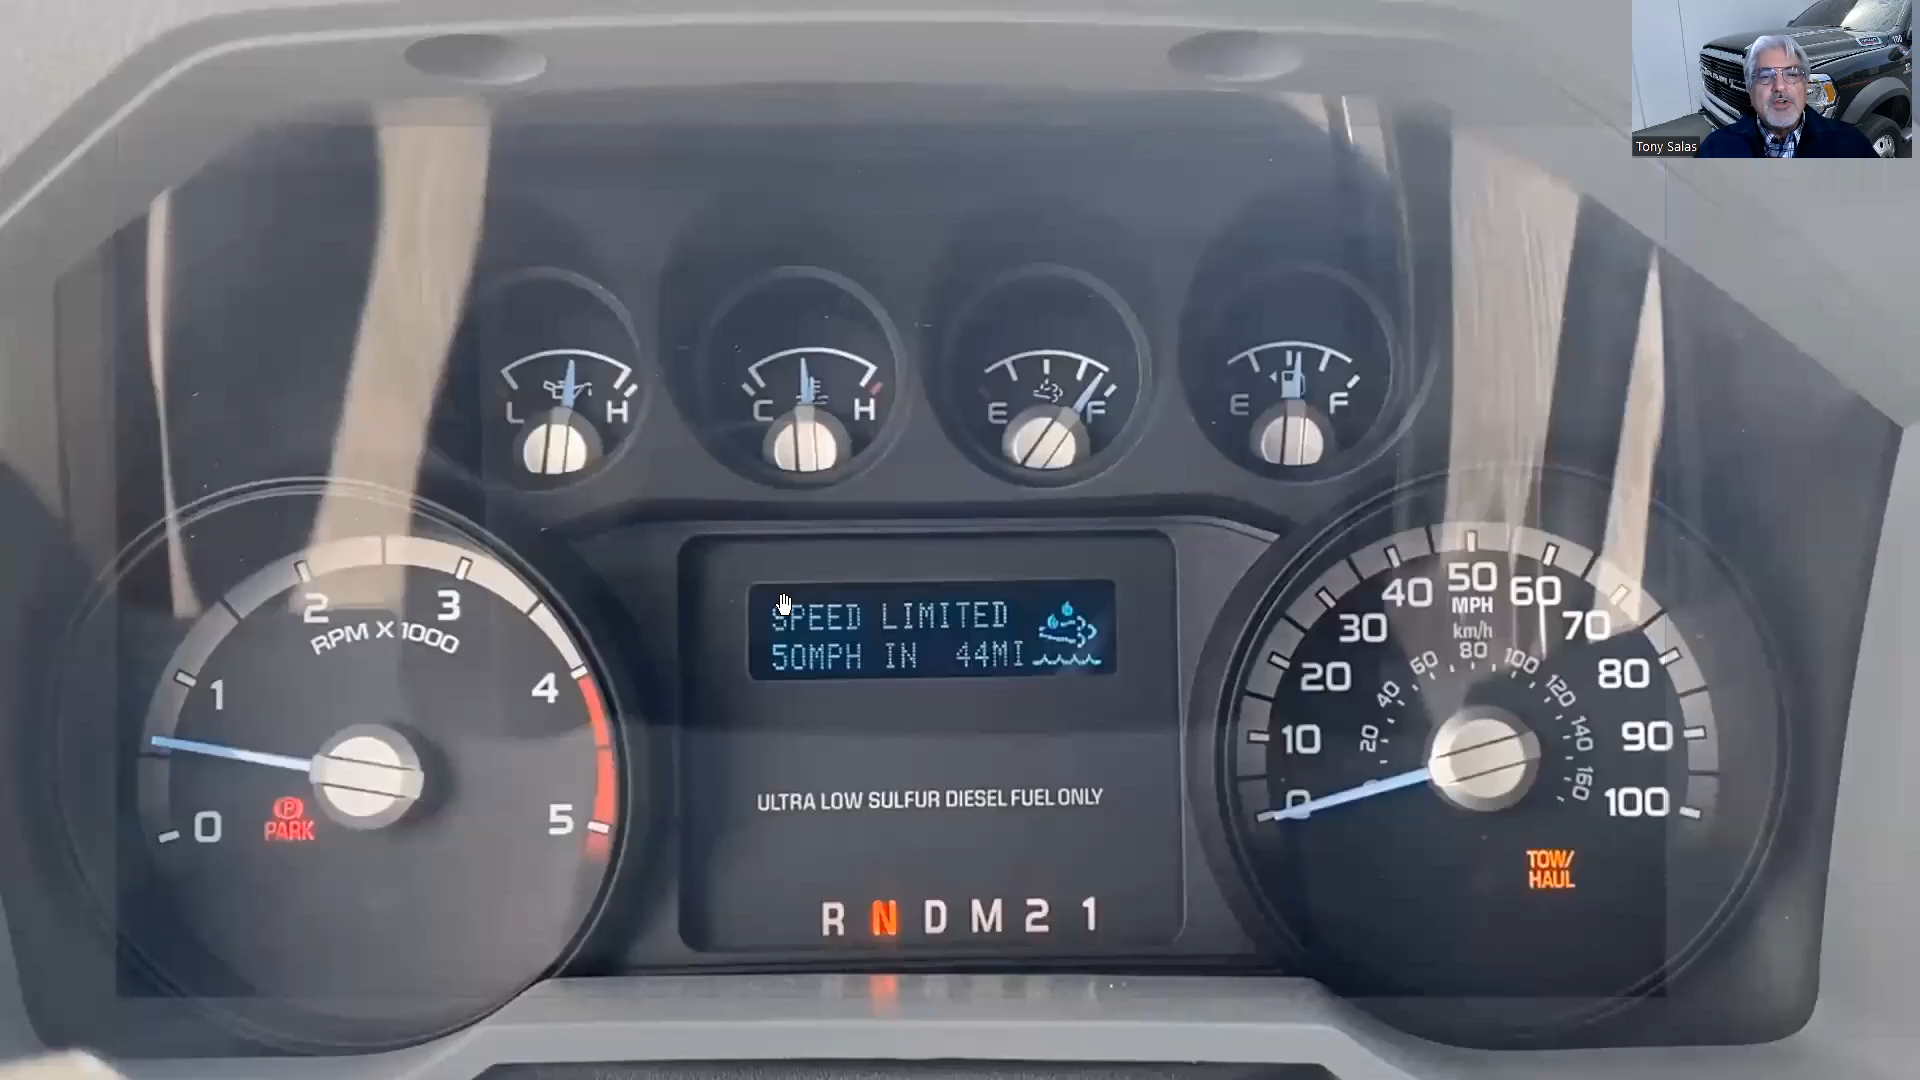 Tony Salas
L H
C H
E F
E F
SPEED LIMITED
50MPH IN 44MI
0 1 2 3 4 5
RPM X 1000
PARK
0 10 20 30 40 50 60 70 80 90 100
MPH
km/h
20 40 60 80 100 120 140 160
ULTRA LOW SULFUR DIESEL FUEL ONLY
TOW/
HAUL
R N D M 2 1